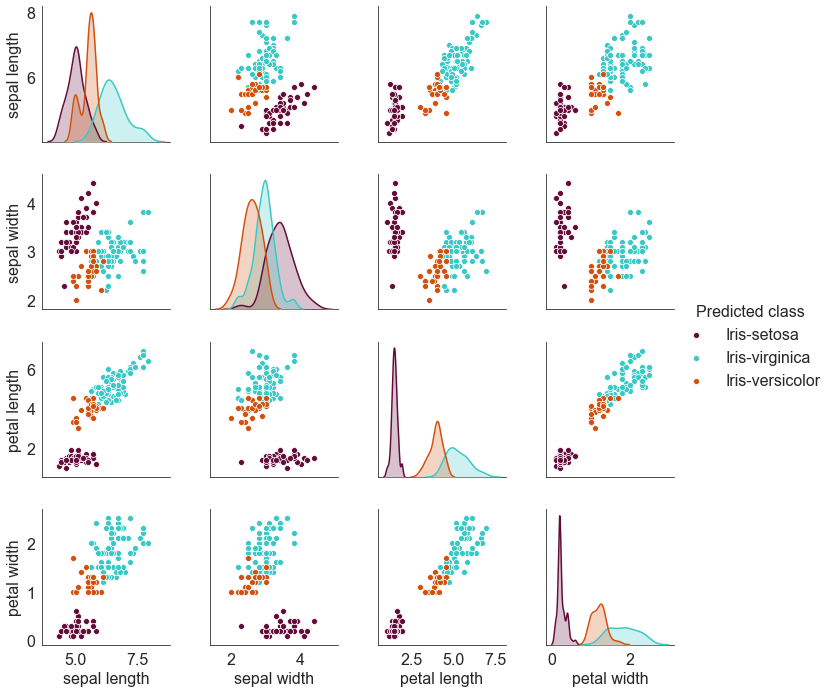 8
6
sepal length
4
3
2
sepal width
Predicted class
Iris-setosa
Iris-virginica
Iris-versicolor
6
4
2
petal length
2
1
0
petal width
5.0 7.5
sepal length
2 4
sepal width
2.5 5.0 7.5
petal length
0 2
petal width